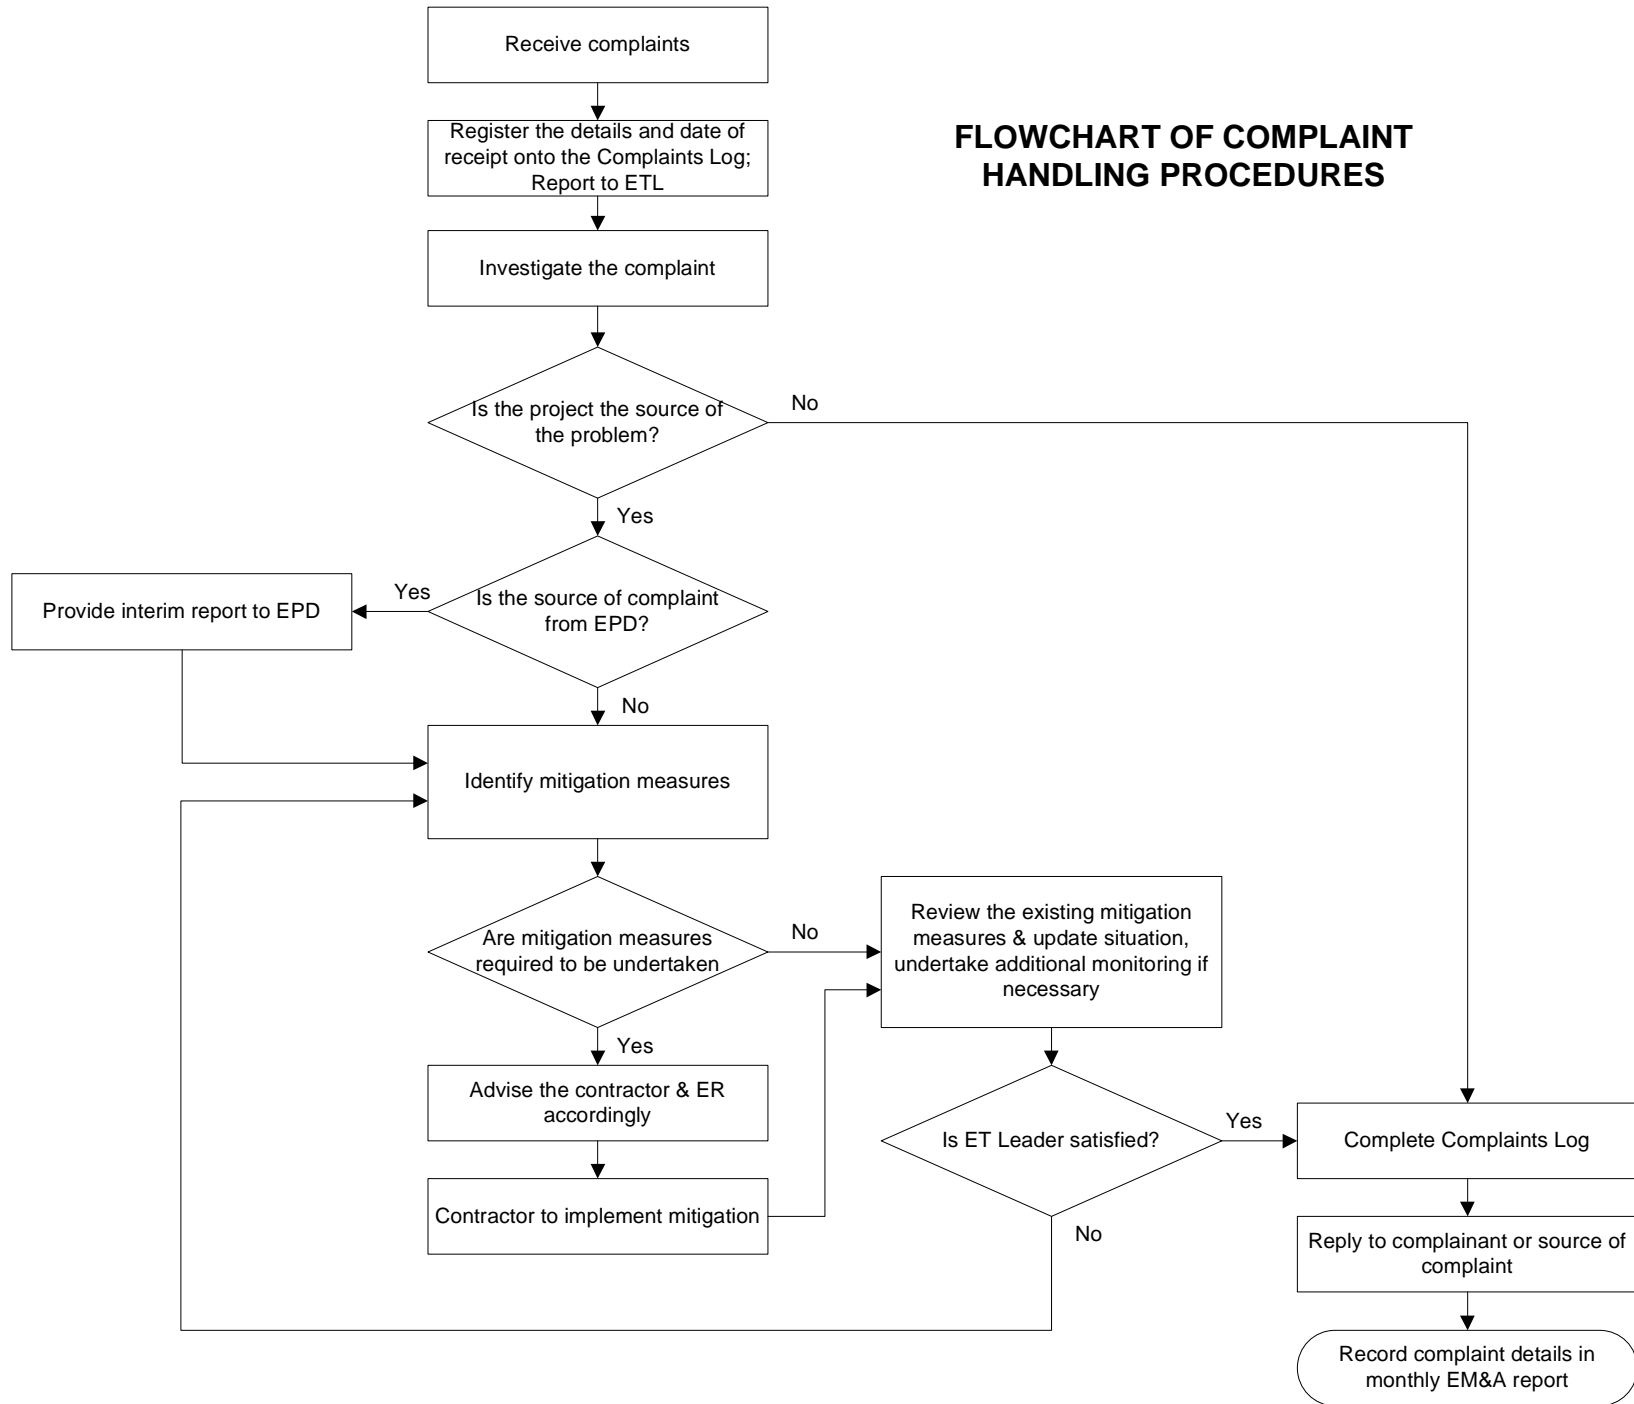 Receive complaints
FLOWCHART OF COMPLAINT
HANDLING PROCEDURES
Register the details and date of
receipt onto the Complaints Log;
Report to ETL
Investigate the complaint
Is the project the source of
the problem?
No
Yes
Is the source of complaint
from EPD?
Yes
Provide interim report to EPD
No
Identify mitigation measures
Are mitigation measures
required to be undertaken
No
Review the existing mitigation
measures & update situation,
undertake additional monitoring if
necessary
Yes
Advise the contractor & ER
accordingly
Contractor to implement mitigation
Is ET Leader satisfied?
Yes
No
Complete Complaints Log
Reply to complainant or source of
complaint
Record complaint details in
monthly EM&A report